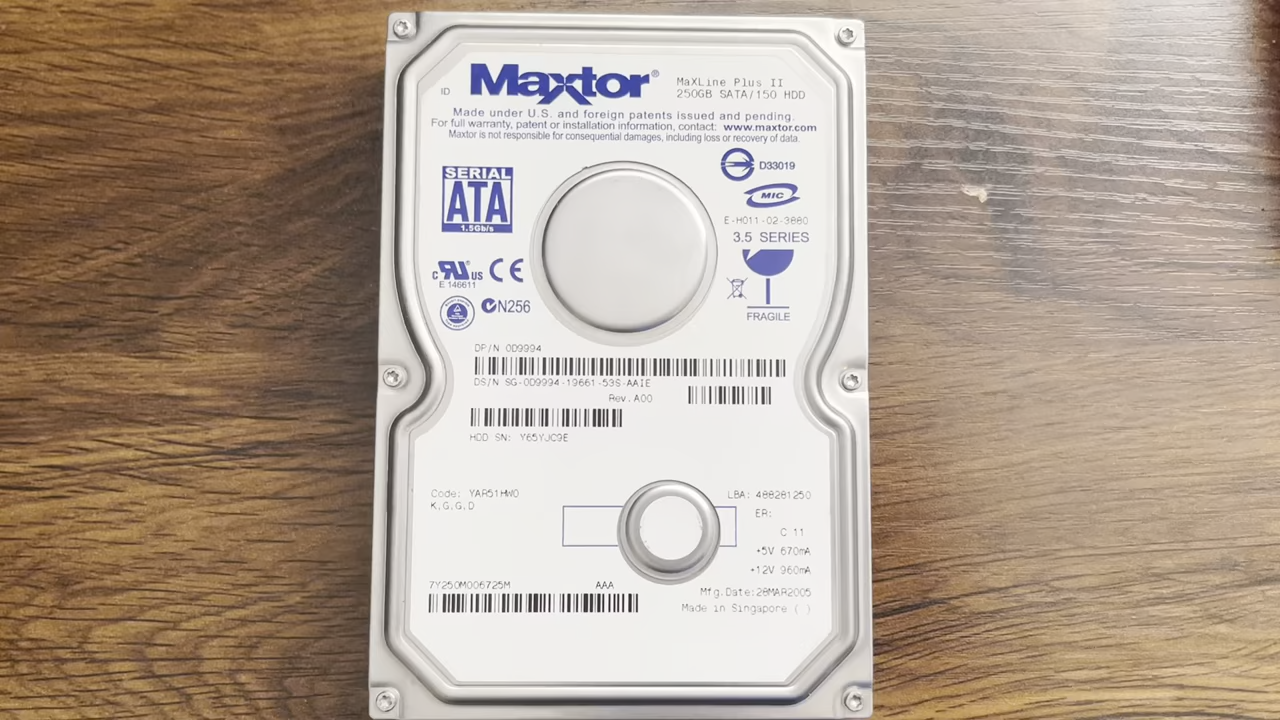 ID
Maxtor®
MaXLine Plus II
250GB SATA/150 HDD
Made under U.S. and foreign patents issued and pending.
For full warranty, patent or installation information, contact: www.maxtor.com
Maxtor is not responsible for consequential damages, including loss or recovery of data.
SERIAL
ATA
1.5Gb/s
D33019
MIC
E-H011-02-3880
3.5 SERIES
c RU US CE
E 146611
N256
FRAGILE
DP/N 0D9994
DS/N SG-0D9994-19661-53S-AAIE
Rev.A00
HDD SN: Y65YJC9E
Code: YAR51HW0
K,G,G,D
LBA: 488281250
ER:
C 11
+5V 670mA
+12V 960mA
7Y250M006725M AAA
Mfg.Date:28MAR2005
Made in Singapore ( )